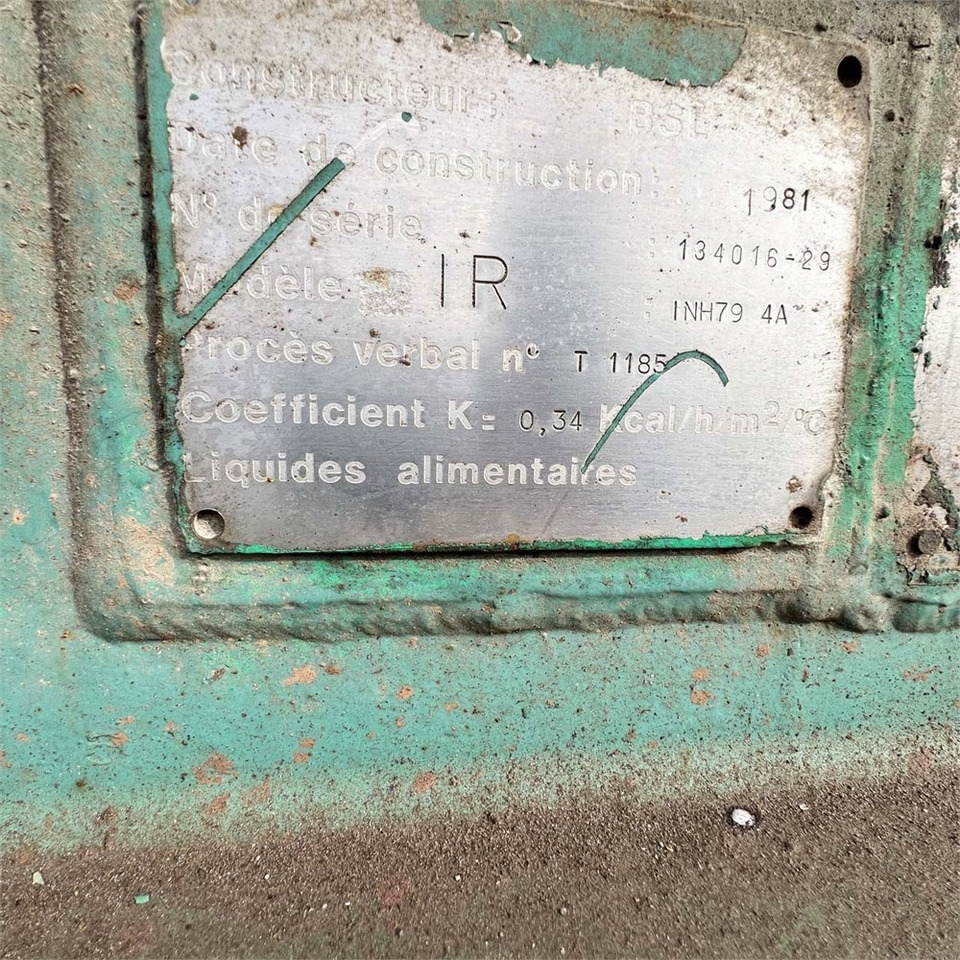 Constructeur : BSL
Date de construction : 1981
N° de série : 134016-29
Modèle IR : INH79 4A
Procès verbal n° T 1185
Coefficient K = 0,34 Kcal/h/m²/°C
Liquides alimentaires